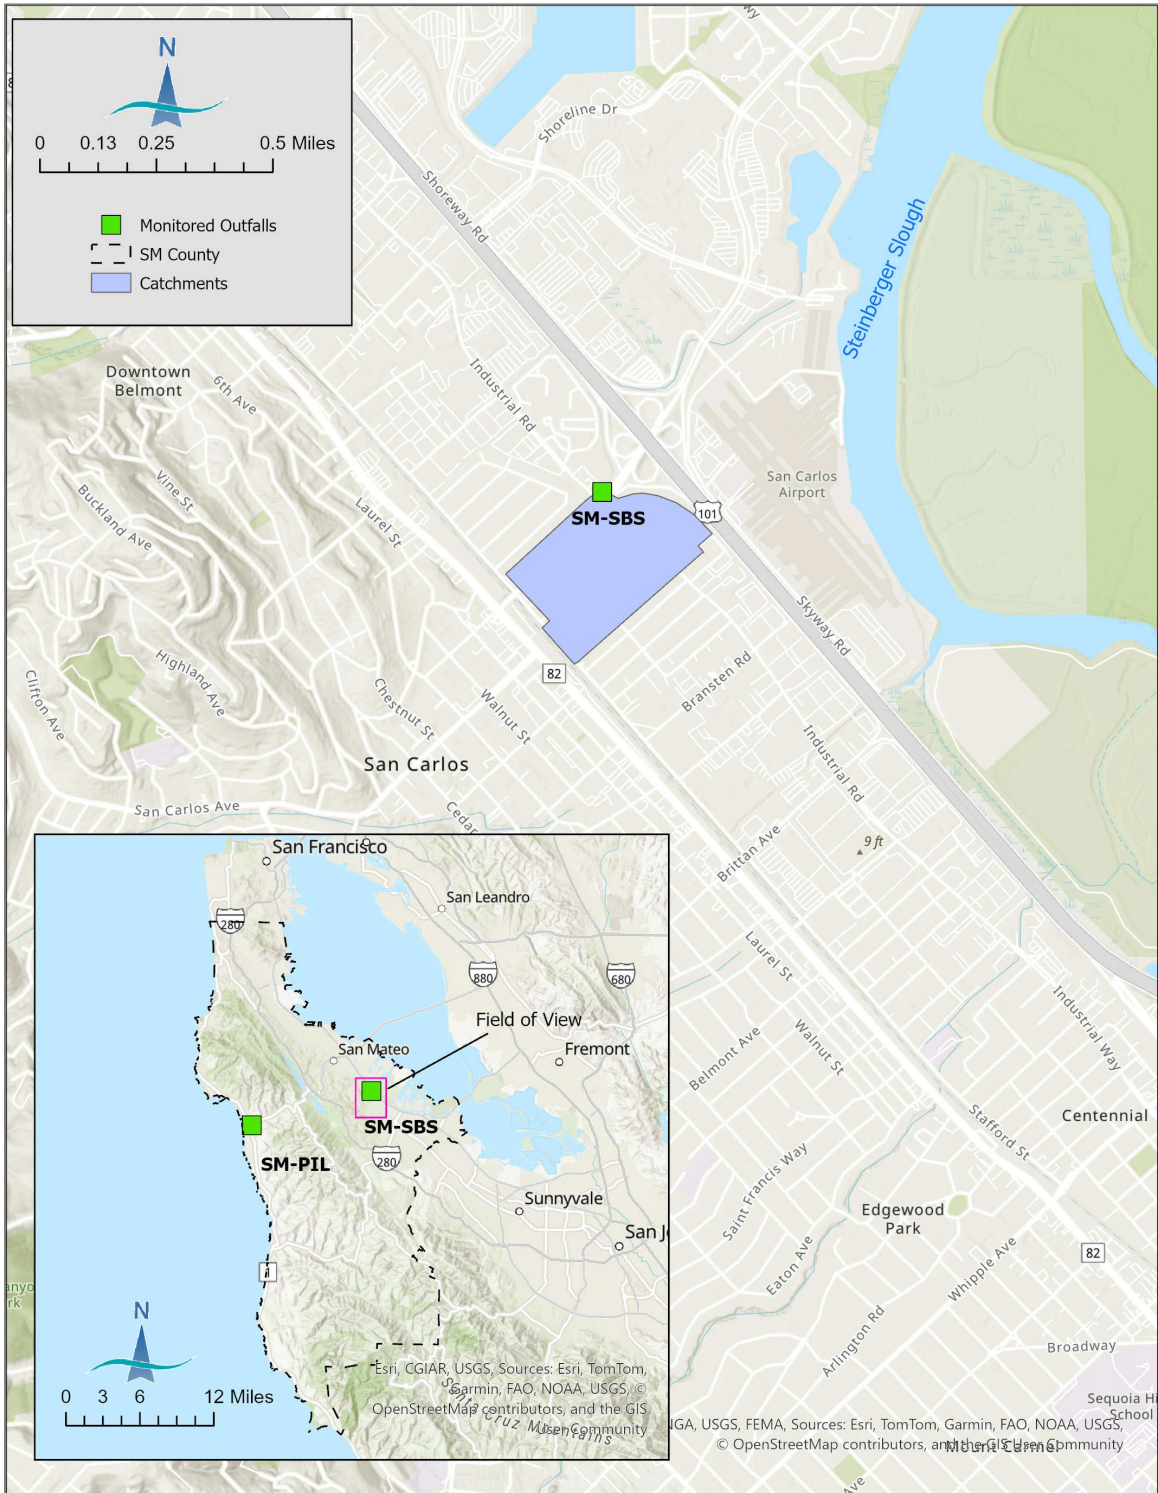 N
0 0.13 0.25 0.5 Miles
Monitored Outfalls
SM County
Catchments
Shoreline Dr
Shoreway Rd
Steinberger Slough
Downtown
Belmont
6th Ave
Industrial Rd
San Carlos
Airport
Vine St
Buckland Ave
Laurel St
SM-SBS
101
Skyway Rd
Highland Ave
Clifton Ave
82
Bransten Rd
Chestnut St
Walnut St
Industrial Rd
San Carlos
San Carlos Ave
Cedar
Brittan Ave
9 ft
Laurel St
Industrial Way
Walnut St
Belmont Ave
Stafford St
Centennial
Saint Francis Way
Edgewood
Park
Eaton Ave
Whipple Ave
82
Arlington Rd
Broadway
Sequoia Hi
School
Mount Carmel
Ave
San Francisco
San Leandro
280
880
680
Field of View
San Mateo
Fremont
SM-SBS
SM-PIL
280
Sunnyvale
San J
1
N
0 3 6 12 Miles
Santa Cruz Mountains
Esri, CGIAR, USGS, Sources: Esri, TomTom,
Garmin, FAO, NOAA, USGS, ©
OpenStreetMap contributors, and the GIS
User Community
NGA, USGS, FEMA, Sources: Esri, TomTom, Garmin, FAO, NOAA, USGS,
© OpenStreetMap contributors, and the GIS User Community